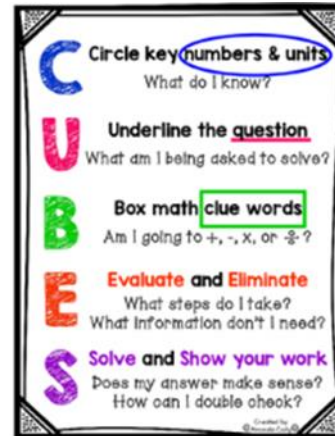 C Circle key numbers & units
What do I know?
U Underline the question
What am I being asked to solve?
B Box math clue words
Am I going to +, -, x, or ÷ ?
E Evaluate and Eliminate
What steps do I take?
What information don't I need?
S Solve and Show your work
Does my answer make sense?
How can I double check?
Created by